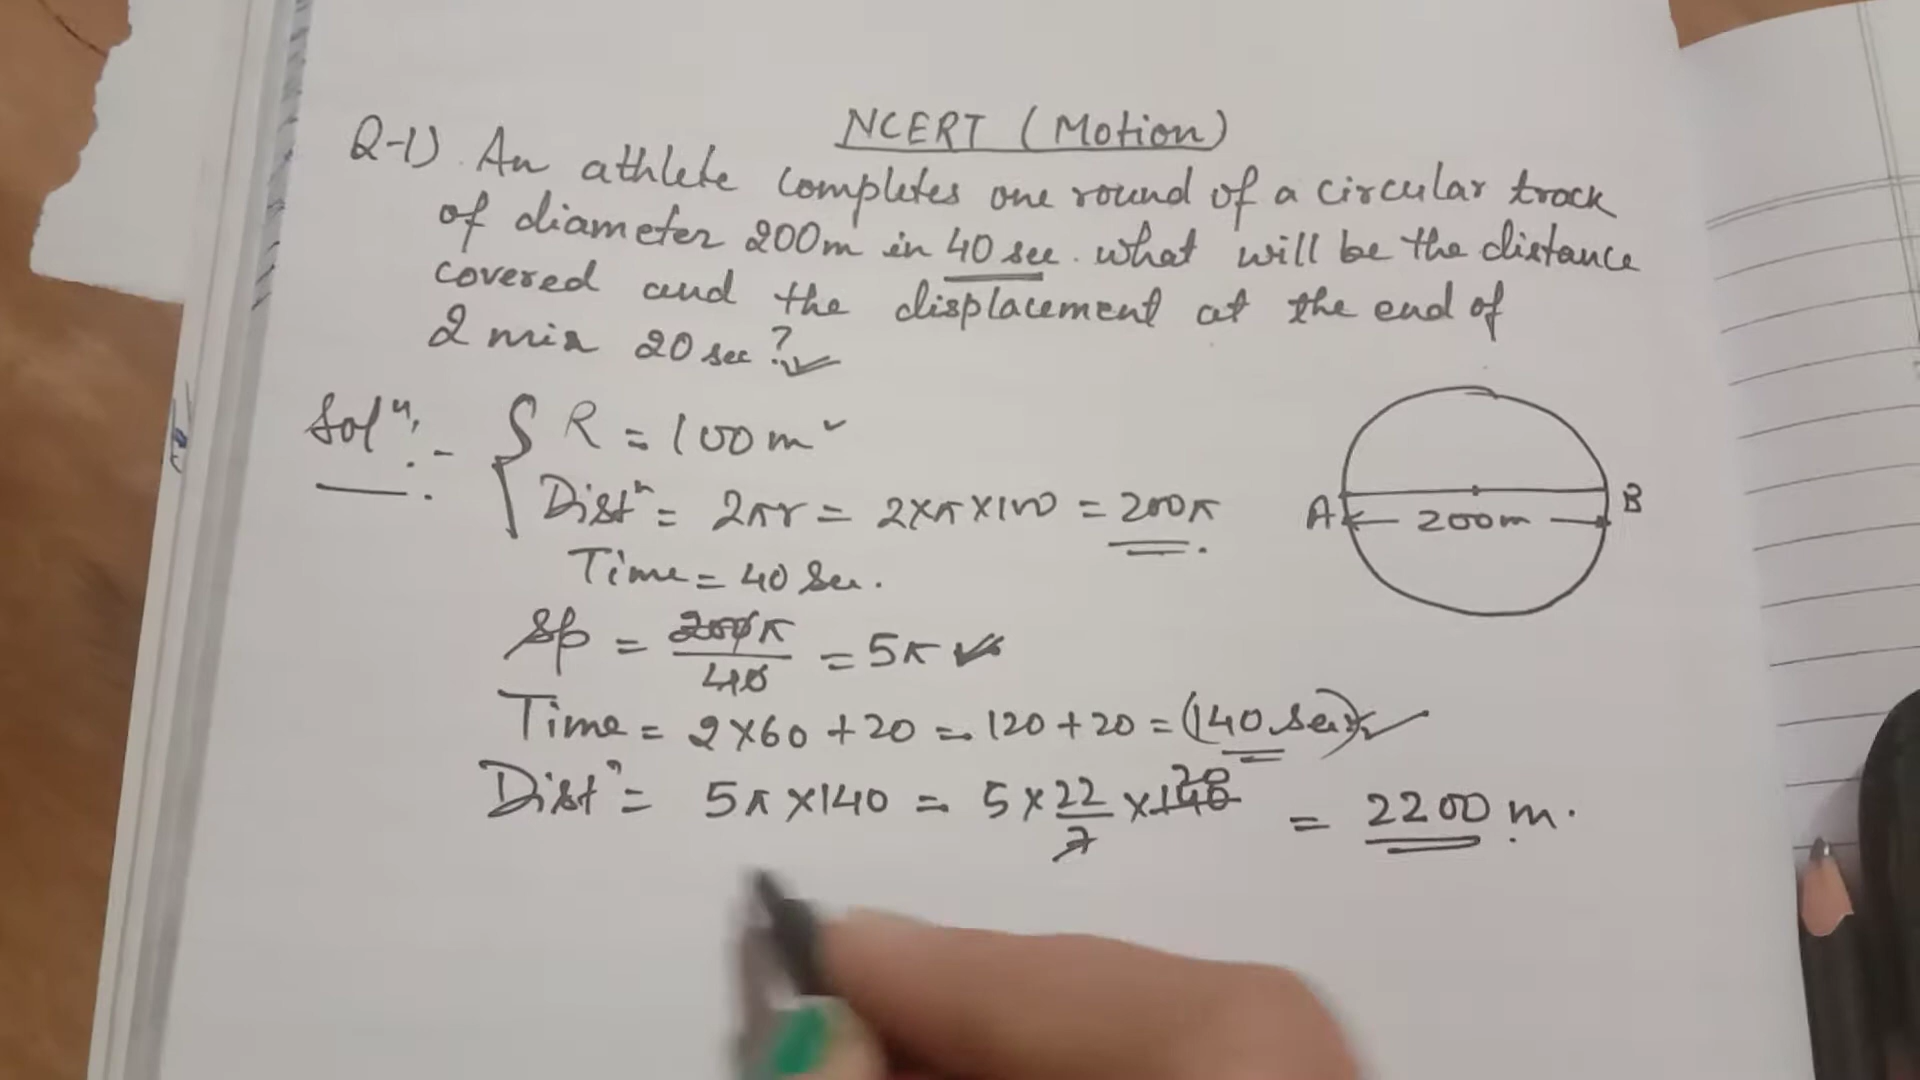 NCERT (Motion)
Q-1) An athlete completes one round of a circular track
of diameter 200m in 40 sec. what will be the distance
covered and the displacement at the end of
2 min 20 sec?
Solⁿ:- R = 100m
Distⁿ = 2πr = 2×π×100 = 200π
A 200m B
Time = 40 Sec.
Sp = 200π/40 = 5π
Time = 2×60+20 = 120+20 = (140 sec)
Distⁿ = 5π×140 = 5×22/7×140 20 = 2200 m.